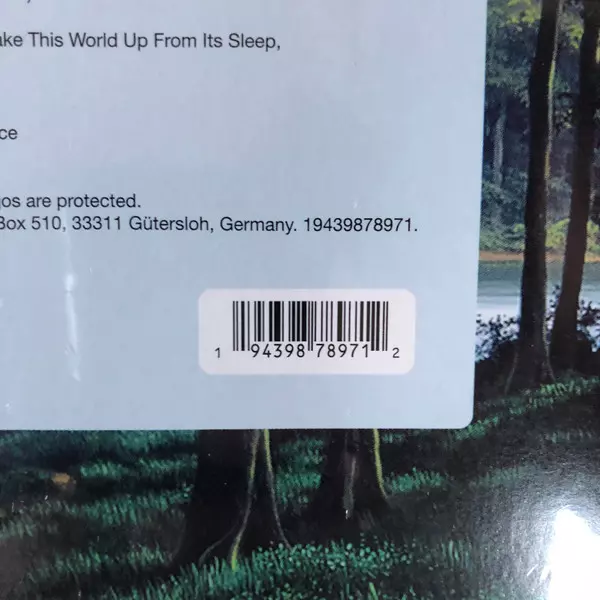 ake This World Up From Its Sleep,
ce
gos are protected.
Box 510, 33311 Gütersloh, Germany. 19439878971.
1 94398 78971 2